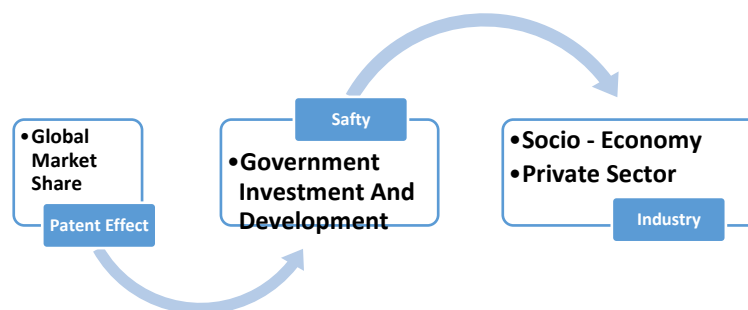 •Global
Market
Share
Patent Effect
Safty
•Government
Investment And
Development
•Socio - Economy
•Private Sector
Industry